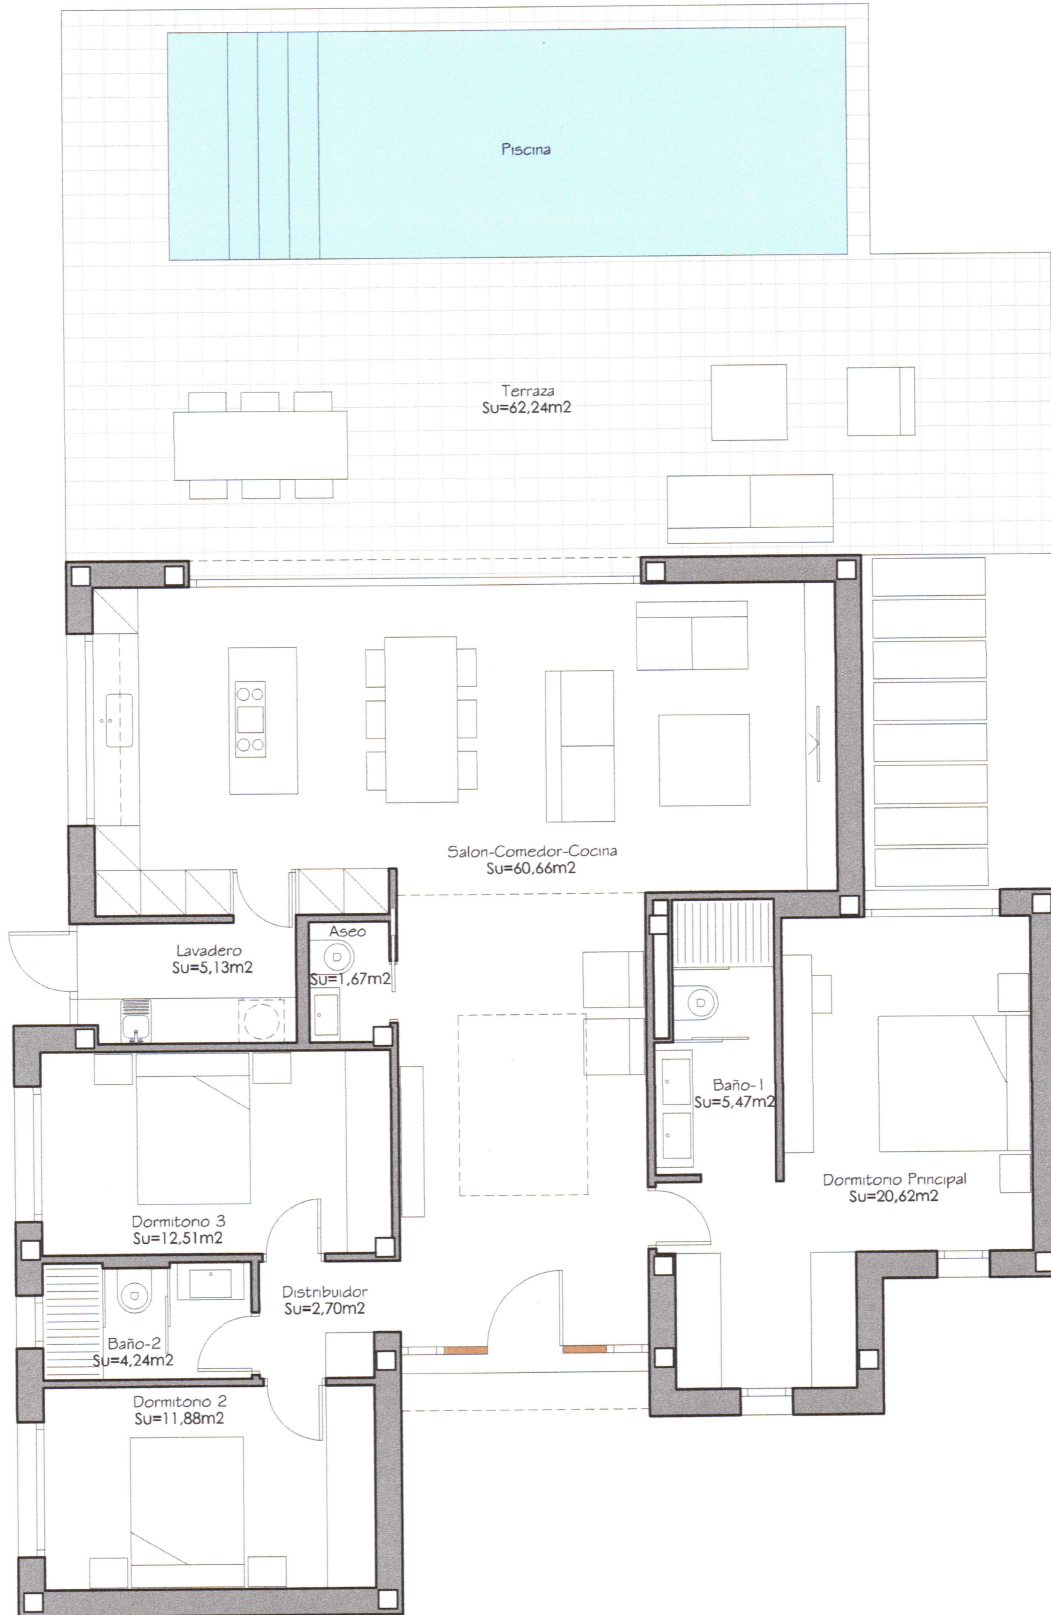 Piscina
Terraza
Su=62,24m2
Salon-Comedor-Cocina
Su=60,66m2
Aseo
Su=1,67m2
Lavadero
Su=5,13m2
Baño-1
Su=5,47m2
Dormitorio Principal
Su=20,62m2
Dormitorio 3
Su=12,51m2
Distribuidor
Su=2,70m2
Baño-2
Su=4,24m2
Dormitorio 2
Su=11,88m2